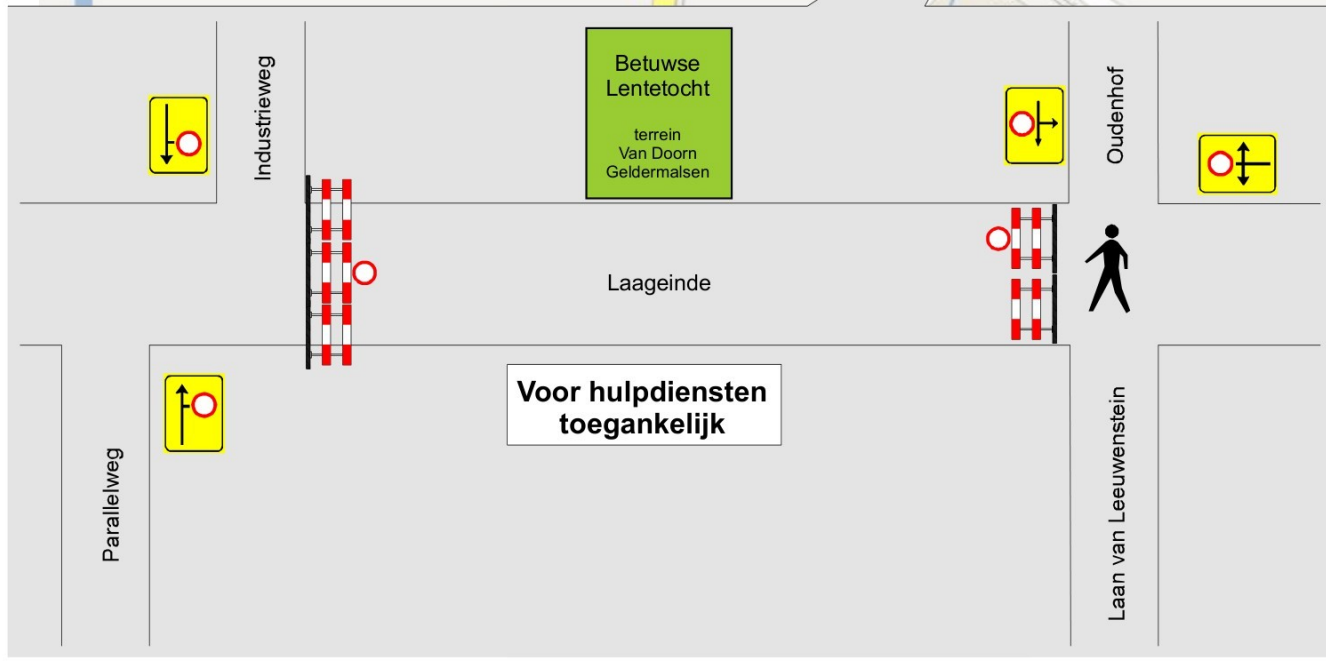 Industrieweg
Betuwse
Lentetocht
terrein
Van Doorn
Geldermalsen
Oudenhof
Laageinde
Voor hulpdiensten
toegankelijk
Parallelweg
Laan van Leeuwenstein